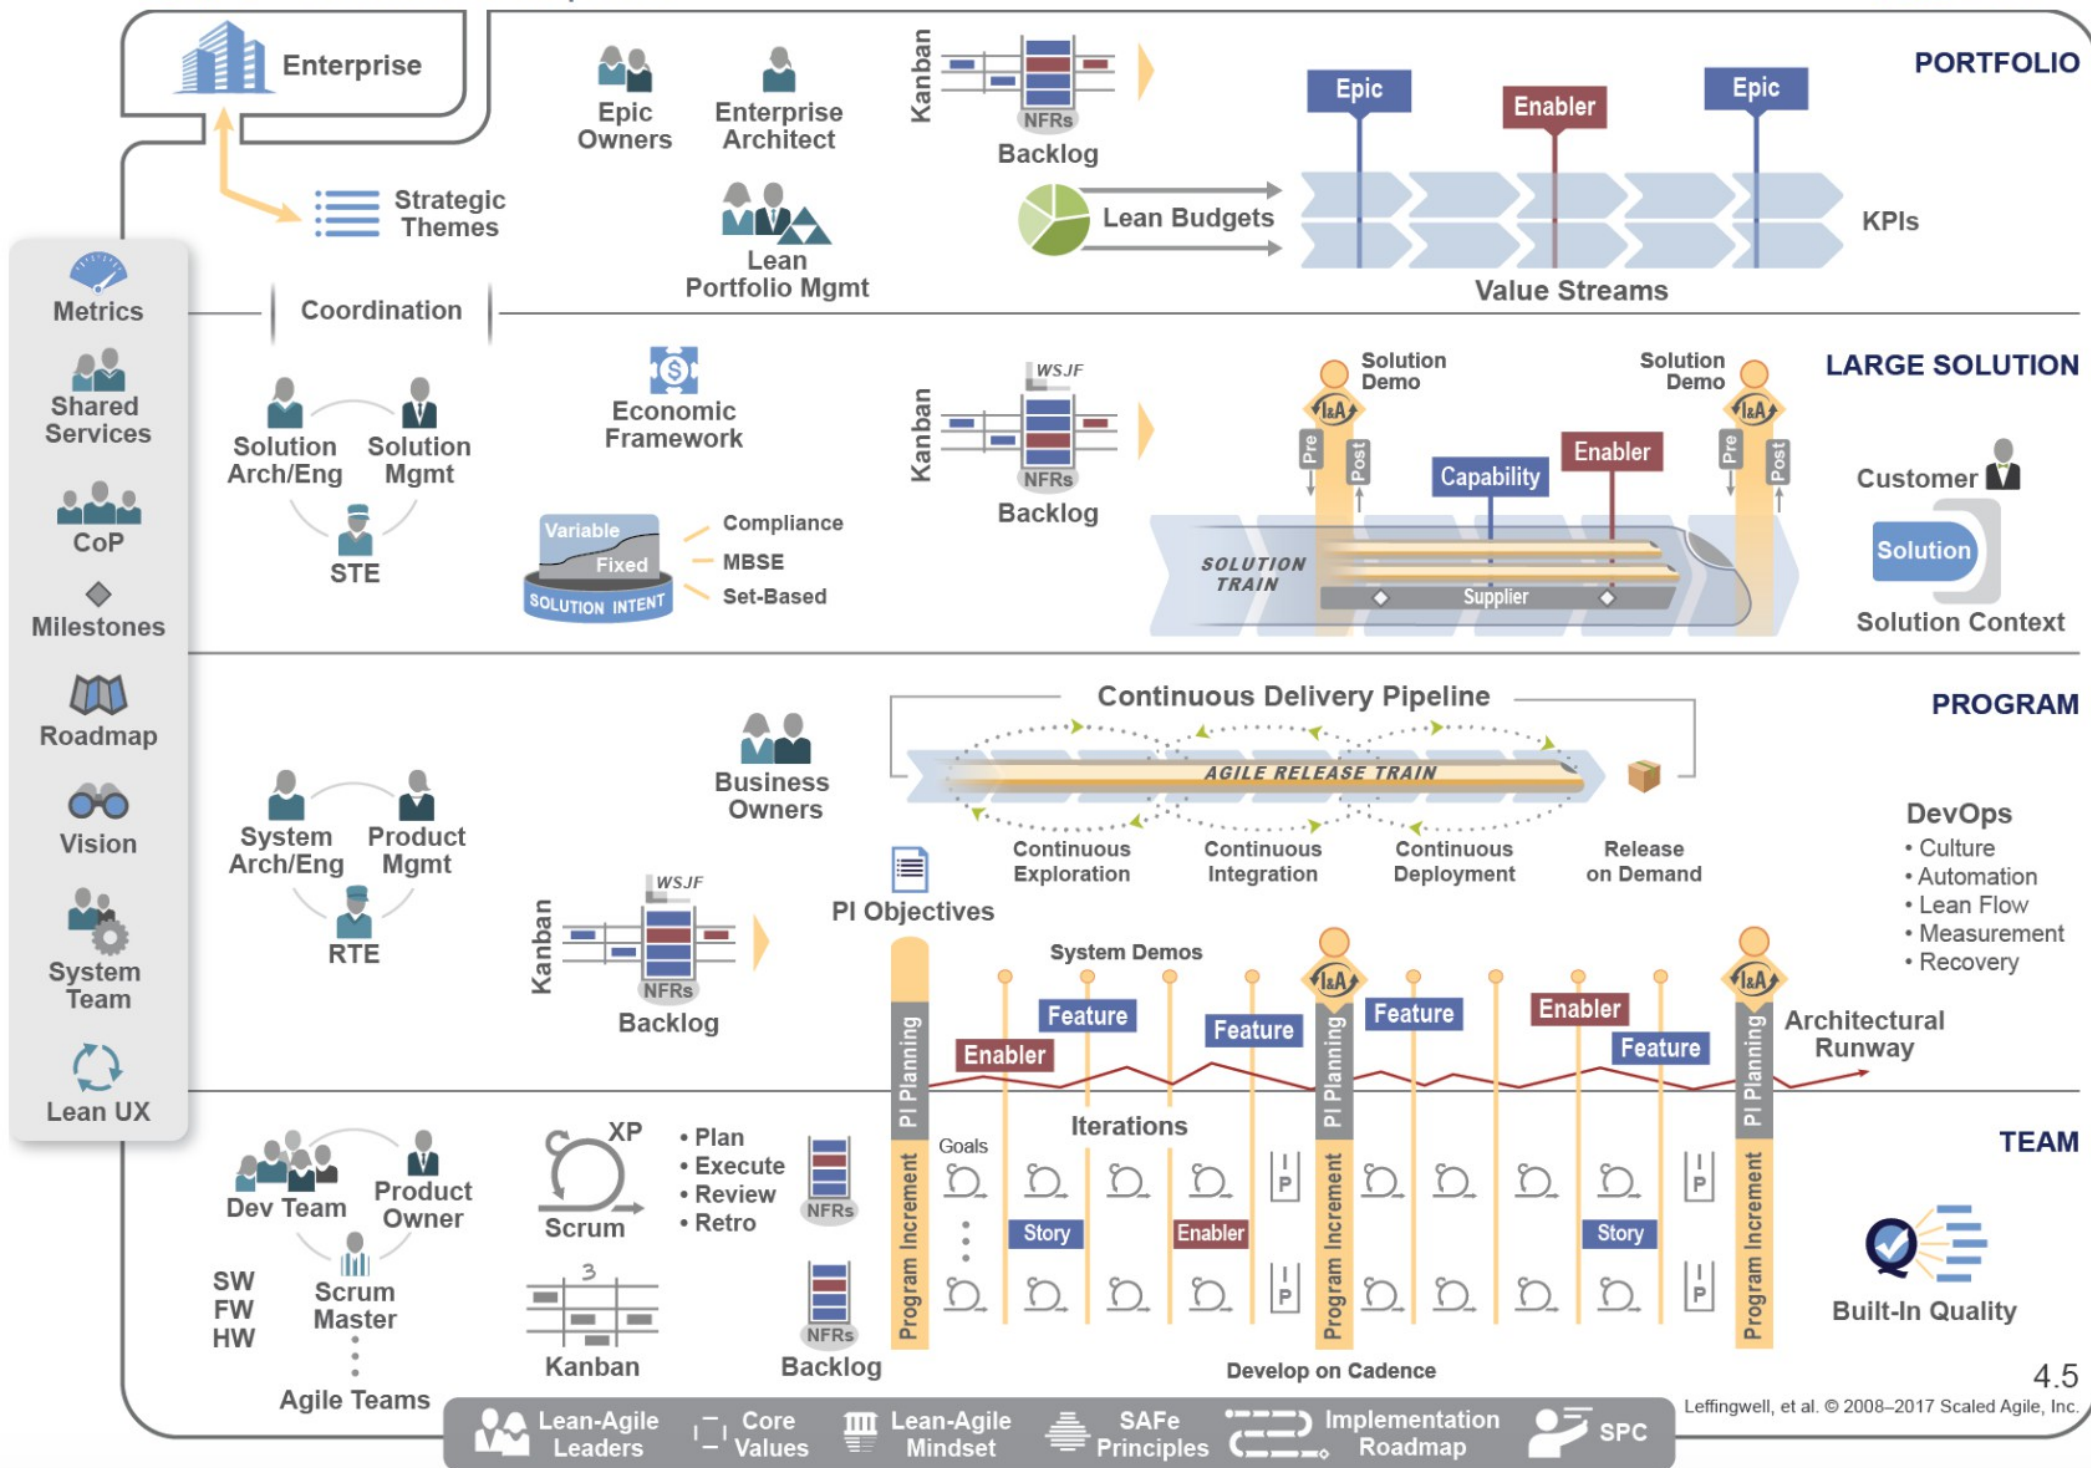 Enterprise
Epic
Owners
Enterprise
Architect
Kanban
NFRs
Backlog
Epic
Enabler
Epic
PORTFOLIO
Strategic
Themes
Lean
Portfolio Mgmt
Lean Budgets
KPIs
Value Streams
Metrics
Shared
Services
CoP
Milestones
Roadmap
Vision
System
Team
Lean UX
Coordination
Solution
Arch/Eng
Solution
Mgmt
STE
Economic
Framework
Variable
Fixed
SOLUTION INTENT
Compliance
MBSE
Set-Based
Kanban
WSJF
NFRs
Backlog
Solution
Demo
Solution
Demo
LARGE SOLUTION
I&A
I&A
Pre
Post
Pre
Post
Capability
Enabler
SOLUTION
TRAIN
Supplier
Customer
Solution
Solution Context
PROGRAM
Continuous Delivery Pipeline
Business
Owners
AGILE RELEASE TRAIN
Continuous
Exploration
Continuous
Integration
Continuous
Deployment
Release
on Demand
System
Arch/Eng
Product
Mgmt
RTE
Kanban
WSJF
NFRs
Backlog
PI Objectives
DevOps
• Culture
• Automation
• Lean Flow
• Measurement
• Recovery
System Demos
I&A
I&A
Enabler
Feature
Feature
Feature
Enabler
Feature
PI Planning
PI Planning
PI Planning
Architectural
Runway
TEAM
Dev Team
Product
Owner
Scrum
Master
SW
FW
HW
Agile Teams
XP
Scrum
• Plan
• Execute
• Review
• Retro
3
Kanban
NFRs
NFRs
Backlog
Program Increment
Program Increment
Program Increment
Iterations
Goals
I
P
I
P
Story
Enabler
Story
I
P
I
P
Develop on Cadence
Built-In Quality
4.5
Leffingwell, et al. © 2008–2017 Scaled Agile, Inc.
Lean-Agile
Leaders
Core
Values
Lean-Agile
Mindset
SAFe
Principles
Implementation
Roadmap
SPC